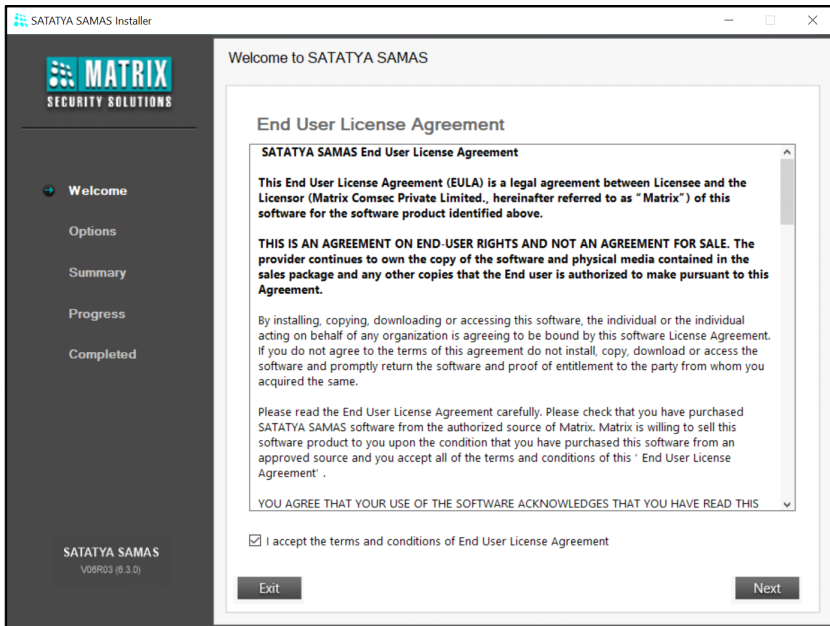 SATATYA SAMAS Installer
MATRIX
SECURITY SOLUTIONS
Welcome
Options
Summary
Progress
Completed
SATATYA SAMAS
V06R03 (6.3.0)
Welcome to SATATYA SAMAS
End User License Agreement
SATATYA SAMAS End User License Agreement
This End User License Agreement (EULA) is a legal agreement between Licensee and the
Licensor (Matrix Comsec Private Limited., hereinafter referred to as “Matrix”) of this
software for the software product identified above.
THIS IS AN AGREEMENT ON END-USER RIGHTS AND NOT AN AGREEMENT FOR SALE. The
provider continues to own the copy of the software and physical media contained in the
sales package and any other copies that the End user is authorized to make pursuant to this
Agreement.
By installing, copying, downloading or accessing this software, the individual or the individual
acting on behalf of any organization is agreeing to be bound by this software License Agreement.
If you do not agree to the terms of this agreement do not install, copy, download or access the
software and promptly return the software and proof of entitlement to the party from whom you
acquired the same.
Please read the End User License Agreement carefully. Please check that you have purchased
SATATYA SAMAS software from the authorized source of Matrix. Matrix is willing to sell this
software product to you upon the condition that you have purchased this software from an
approved source and you accept all of the terms and conditions of this ' End User License
Agreement' .
YOU AGREE THAT YOUR USE OF THE SOFTWARE ACKNOWLEDGES THAT YOU HAVE READ THIS
I accept the terms and conditions of End User License Agreement
Exit
Next